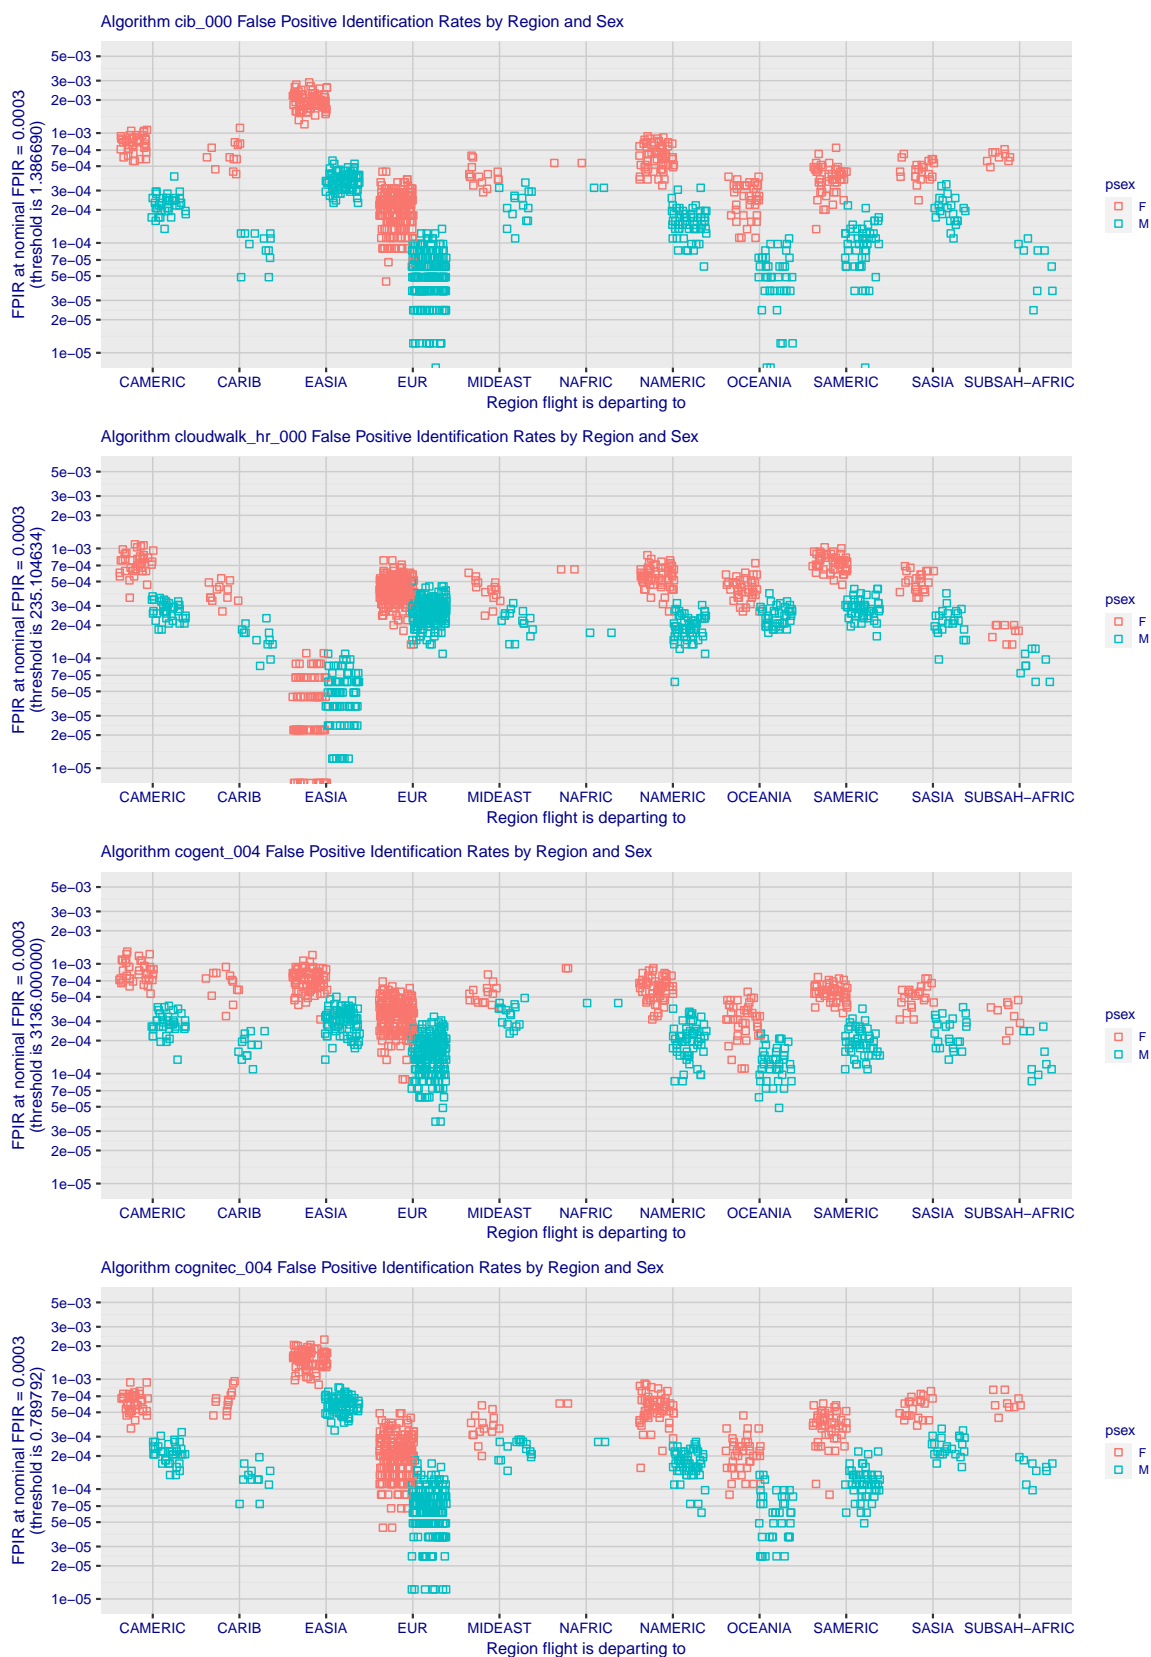 Algorithm cib_000 False Positive Identification Rates by Region and Sex
FPIR at nominal FPIR = 0.0003
(threshold is 1.386690)
5e−03
3e−03
2e−03
1e−03
7e−04
5e−04
3e−04
2e−04
1e−04
7e−05
5e−05
3e−05
2e−05
1e−05
CAMERIC CARIB EASIA EUR MIDEAST NAFRIC NAMERIC OCEANIA SAMERIC SASIA SUBSAH−AFRIC
Region flight is departing to
psex
F
M
Algorithm cloudwalk_hr_000 False Positive Identification Rates by Region and Sex
FPIR at nominal FPIR = 0.0003
(threshold is 235.104634)
5e−03
3e−03
2e−03
1e−03
7e−04
5e−04
3e−04
2e−04
1e−04
7e−05
5e−05
3e−05
2e−05
1e−05
CAMERIC CARIB EASIA EUR MIDEAST NAFRIC NAMERIC OCEANIA SAMERIC SASIA SUBSAH−AFRIC
Region flight is departing to
psex
F
M
Algorithm cogent_004 False Positive Identification Rates by Region and Sex
FPIR at nominal FPIR = 0.0003
(threshold is 3136.000000)
5e−03
3e−03
2e−03
1e−03
7e−04
5e−04
3e−04
2e−04
1e−04
7e−05
5e−05
3e−05
2e−05
1e−05
CAMERIC CARIB EASIA EUR MIDEAST NAFRIC NAMERIC OCEANIA SAMERIC SASIA SUBSAH−AFRIC
Region flight is departing to
psex
F
M
Algorithm cognitec_004 False Positive Identification Rates by Region and Sex
FPIR at nominal FPIR = 0.0003
(threshold is 0.789792)
5e−03
3e−03
2e−03
1e−03
7e−04
5e−04
3e−04
2e−04
1e−04
7e−05
5e−05
3e−05
2e−05
1e−05
CAMERIC CARIB EASIA EUR MIDEAST NAFRIC NAMERIC OCEANIA SAMERIC SASIA SUBSAH−AFRIC
Region flight is departing to
psex
F
M